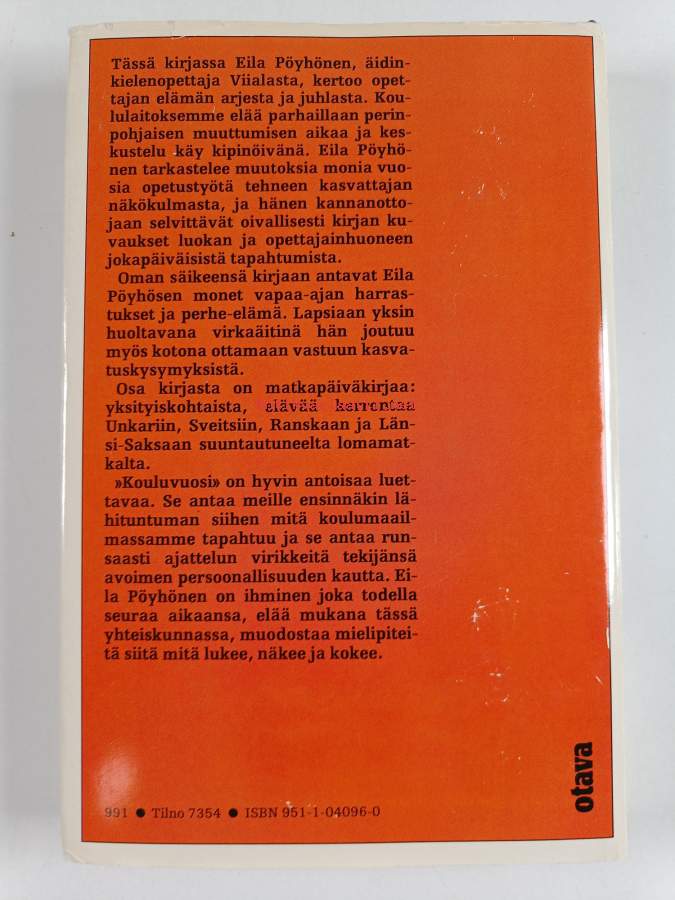 Tässä kirjassa Eila Pöyhönen, äidin-
kielenopettaja Viialasta, kertoo opet-
tajan elämän arjesta ja juhlasta. Kou-
lulaitoksemme elää parhaillaan perin-
pohjaisen muuttumisen aikaa ja kes-
kustelu käy kipinöivänä. Eila Pöyhö-
nen tarkastelee muutoksia monia vuo-
sia opetustyötä tehneen kasvattajan
näkökulmasta, ja hänen kannanotto-
jaan selvittävät oivallisesti kirjan ku-
vaukset luokan ja opettajainhuoneen
jokapäiväisistä tapahtumista.
Oman säikeensä kirjaan antavat Eila
Pöyhösen monet vapaa-ajan harras-
tukset ja perhe-elämä. Lapsiaan yksin
huoltavana virkaäitinä hän joutuu
myös kotona ottamaan vastuun kasva-
tuskysymyksistä.
Osa kirjasta on matkapäiväkirjaa:
yksityiskohtaista, elävää kerrontaa
Unkariin, Sveitsiin, Ranskaan ja Län-
si-Saksaan suuntautuneelta lomamat-
kalta.
»Kouluvuosi» on hyvin antoisaa luet-
tavaa. Se antaa meille ensinnäkin lä-
hituntuman siihen mitä koulumaail-
massamme tapahtuu ja se antaa run-
saasti ajattelun virikkeitä tekijänsä
avoimen persoonallisuuden kautta. Ei-
la Pöyhönen on ihminen joka todella
seuraa aikaansa, elää mukana tässä
yhteiskunnassa, muodostaa mielipitei-
tä siitä mitä lukee, näkee ja kokee.
otava
991 ● Tilno 7354 ● ISBN 951-1-04096-0